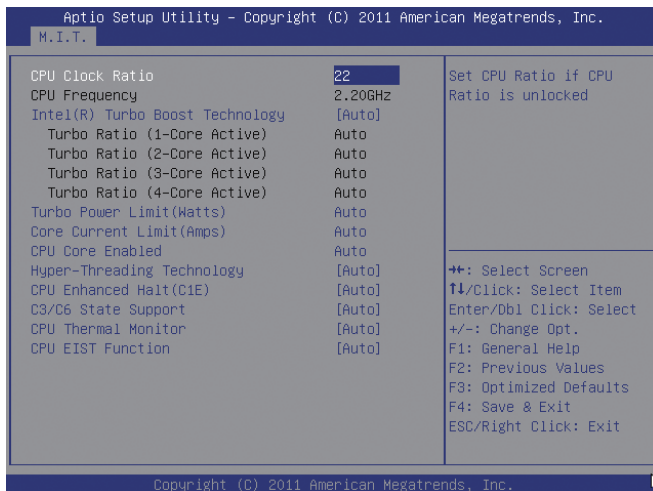 Aptio Setup Utility – Copyright (C) 2011 American Megatrends, Inc.
M.I.T.
CPU Clock Ratio 22
CPU Frequency 2.20GHz
Intel(R) Turbo Boost Technology [Auto]
Turbo Ratio (1-Core Active) Auto
Turbo Ratio (2-Core Active) Auto
Turbo Ratio (3-Core Active) Auto
Turbo Ratio (4-Core Active) Auto
Turbo Power Limit(Watts) Auto
Core Current Limit(Amps) Auto
CPU Core Enabled Auto
Hyper-Threading Technology [Auto]
CPU Enhanced Halt(C1E) [Auto]
C3/C6 State Support [Auto]
CPU Thermal Monitor [Auto]
CPU EIST Function [Auto]
Set CPU Ratio if CPU
Ratio is unlocked
→←: Select Screen
↑↓/Click: Select Item
Enter/Dbl Click: Select
+/-: Change Opt.
F1: General Help
F2: Previous Values
F3: Optimized Defaults
F4: Save & Exit
ESC/Right Click: Exit
Copyright (C) 2011 American Megatrends, Inc.